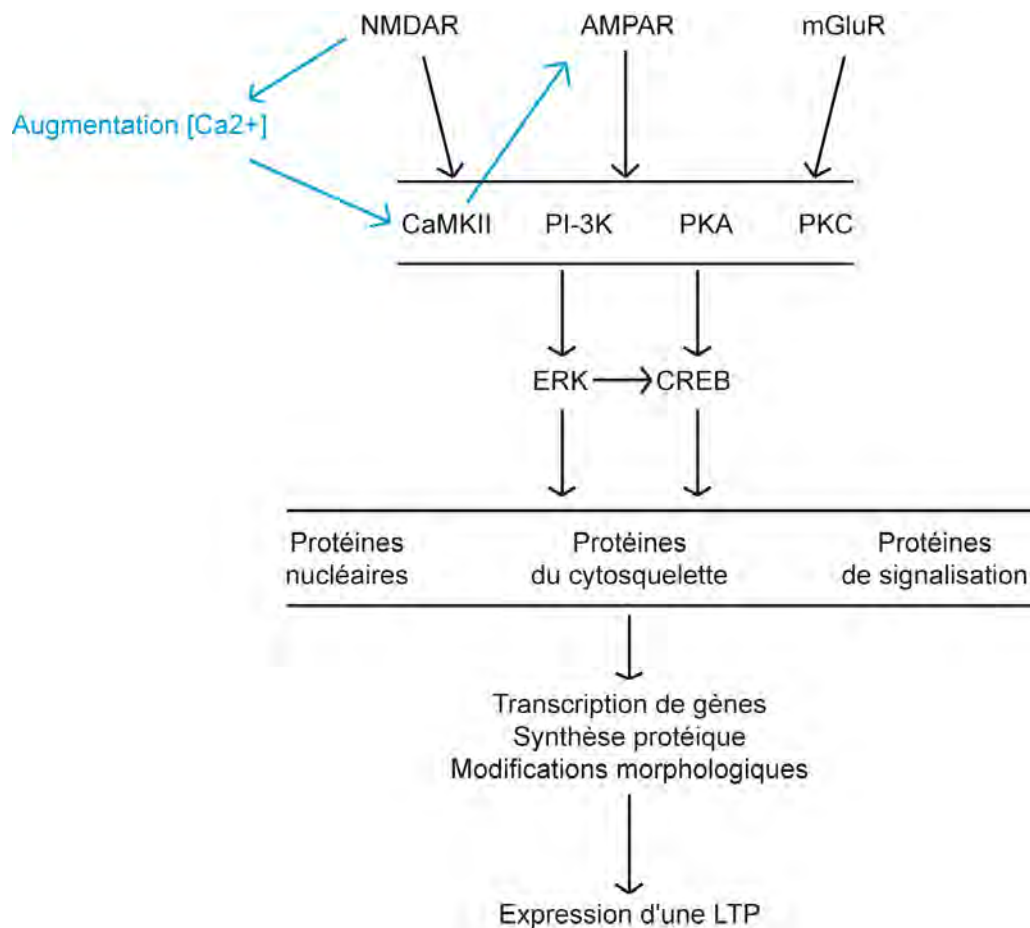 NMDAR AMPAR mGluR
Augmentation [Ca2+]
CaMKII PI-3K PKA PKC
ERK CREB
Protéines Protéines Protéines
nucléaires du cytosquelette de signalisation
Transcription de gènes
Synthèse protéique
Modifications morphologiques
Expression d'une LTP